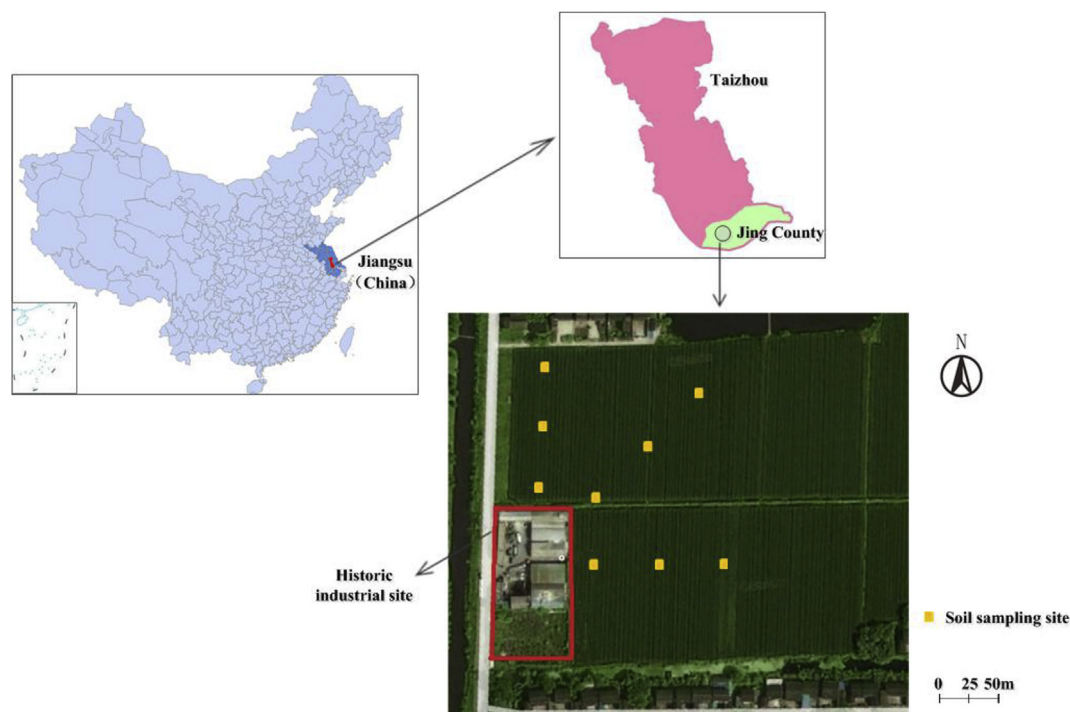 Taizhou
Jing County
Jiangsu
（China）
N
Historic
industrial site
Soil sampling site
0 25 50m